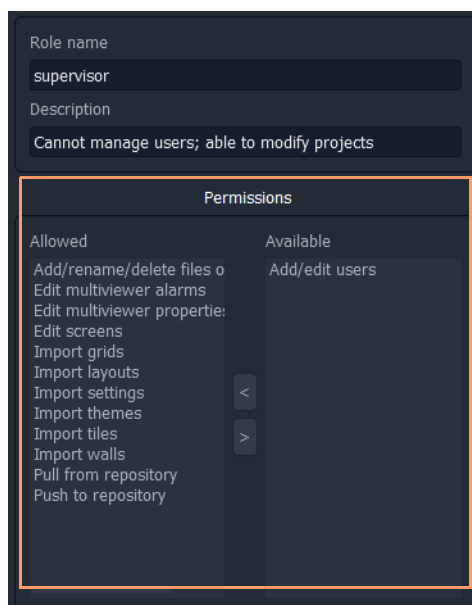 Role name
supervisor
Description
Cannot manage users; able to modify projects
Permissions
Allowed
Available
Add/rename/delete files o
Edit multiviewer alarms
Edit multiviewer properties
Edit screens
Import grids
Import layouts
Import settings
Import themes
Import tiles
Import walls
Pull from repository
Push to repository
<
>
Add/edit users